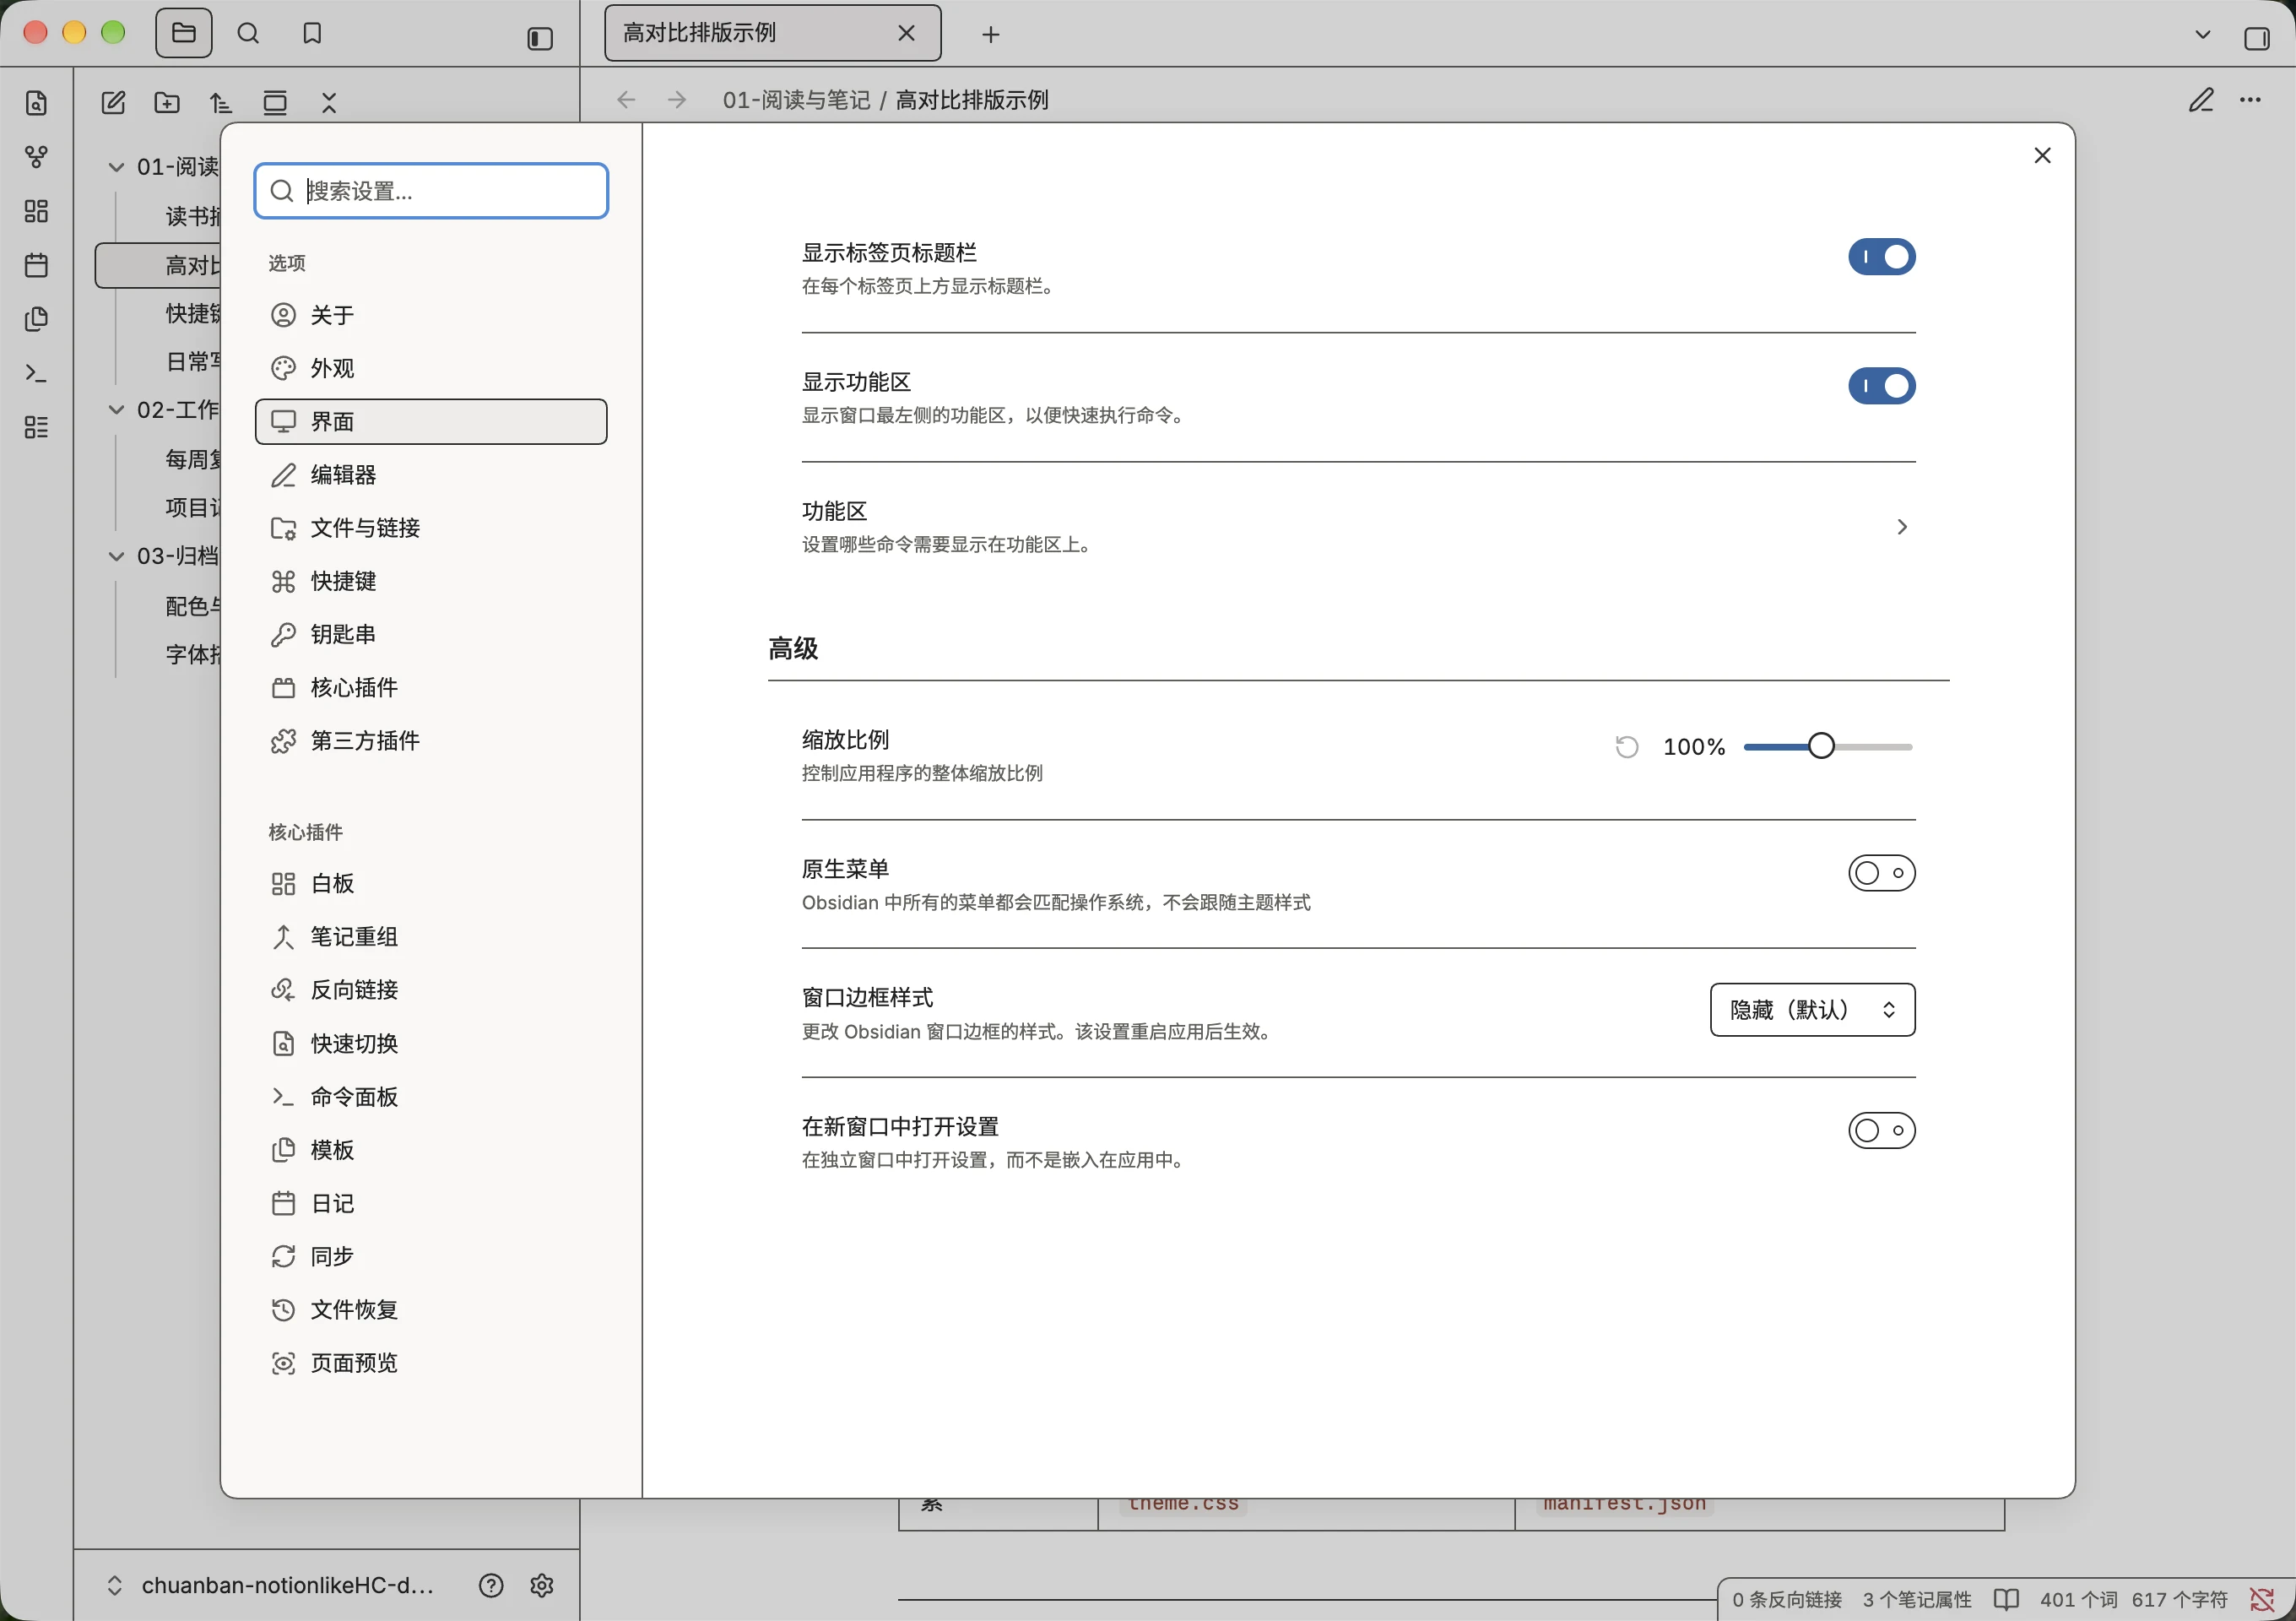 高对比排版示例
01-阅读与笔记 / 高对比排版示例
01-阅读
读书
高对比
快捷键
日常写
02-工作
每周复
项目记
03-归档
配色与
字体搭
搜索设置...
选项
关于
外观
界面
编辑器
文件与链接
快捷键
钥匙串
核心插件
第三方插件
核心插件
白板
笔记重组
反向链接
快速切换
命令面板
模板
日记
同步
文件恢复
页面预览
显示标签页标题栏
在每个标签页上方显示标题栏。
显示功能区
显示窗口最左侧的功能区，以便快速执行命令。
功能区
设置哪些命令需要显示在功能区上。
高级
缩放比例
控制应用程序的整体缩放比例
100%
原生菜单
Obsidian 中所有的菜单都会匹配操作系统，不会跟随主题样式
窗口边框样式
更改 Obsidian 窗口边框的样式。该设置重启应用后生效。
隐藏（默认）
在新窗口中打开设置
在独立窗口中打开设置，而不是嵌入在应用中。
theme.css
manifest.json
chuanban-notionlikeHC-d...
0 条反向链接 3 个笔记属性 401 个词 617 个字符